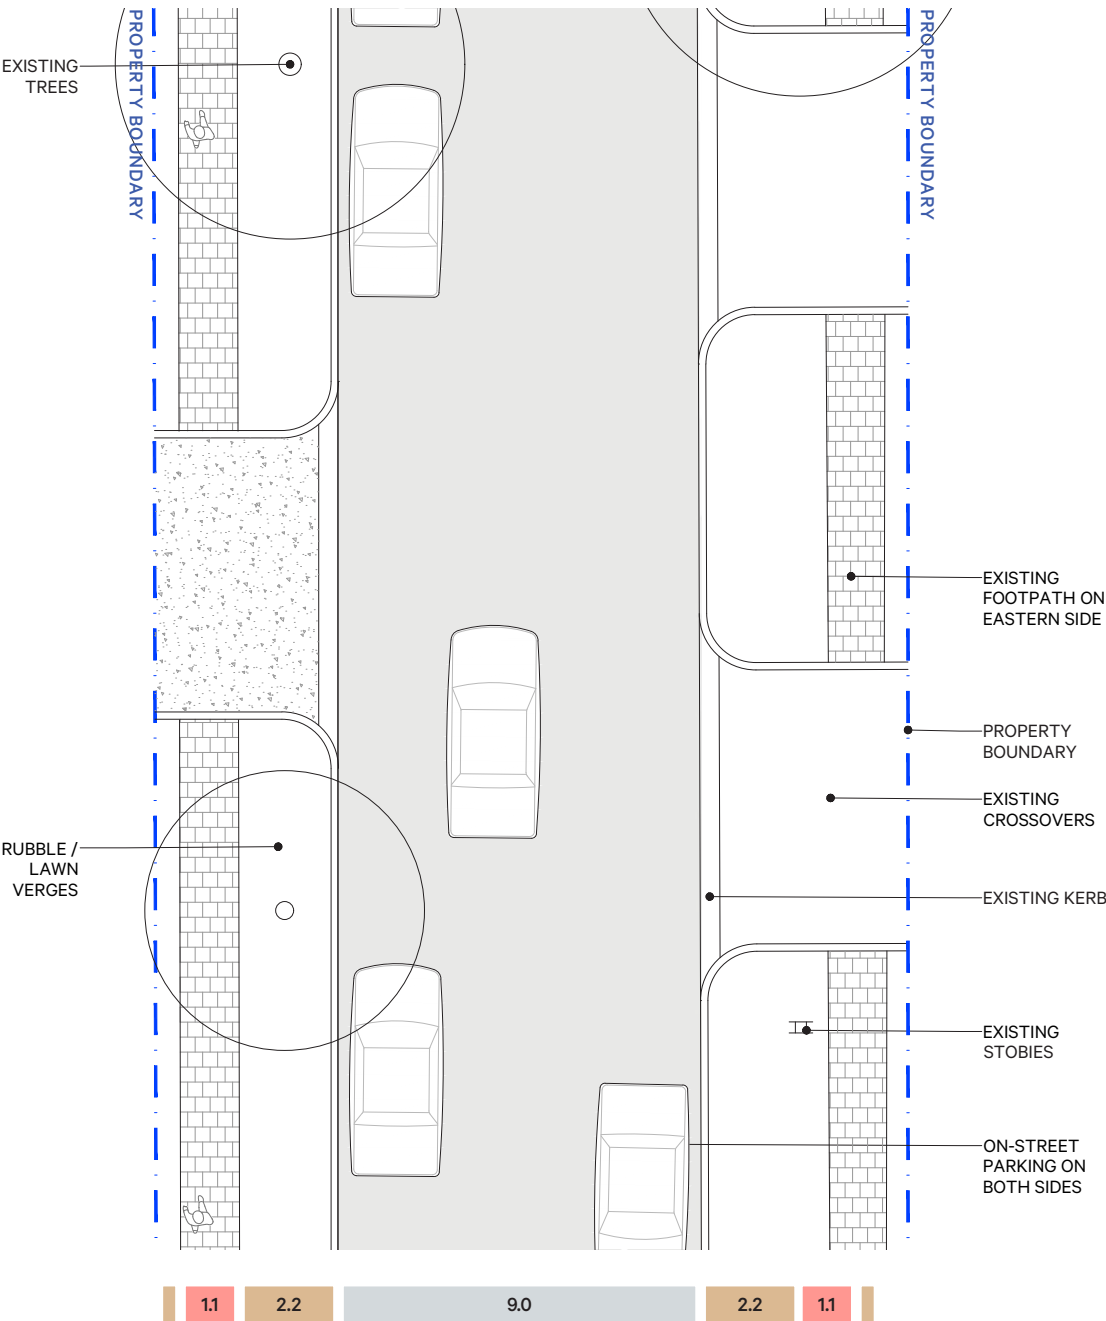 PROPERTY BOUNDARY
PROPERTY BOUNDARY
EXISTING
TREES
EXISTING
FOOTPATH ON
EASTERN SIDE
PROPERTY
BOUNDARY
EXISTING
CROSSOVERS
RUBBLE /
LAWN
VERGES
EXISTING KERB
EXISTING
STOBIES
ON-STREET
PARKING ON
BOTH SIDES
1.1 2.2 9.0 2.2 1.1